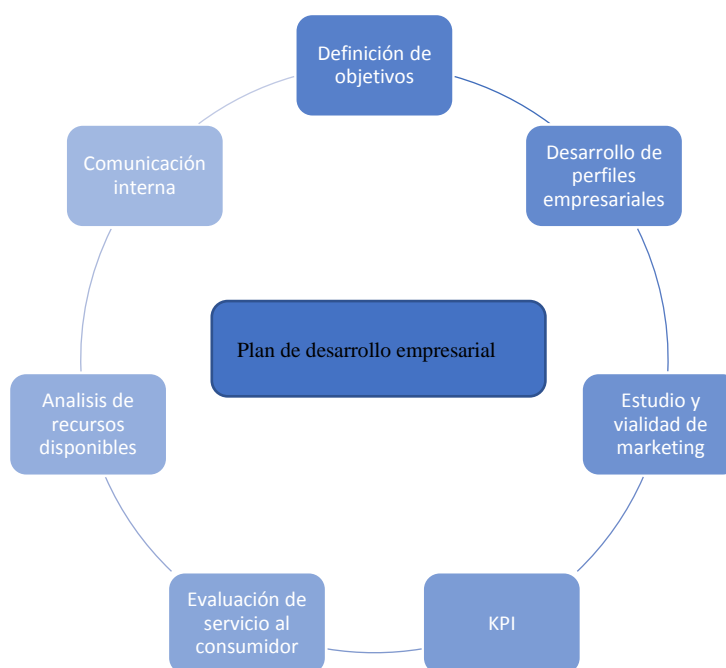 Definición de
objetivos
Desarrollo de
perfiles
empresariales
Estudio y
vialidad de
marketing
KPI
Evaluación de
servicio al
consumidor
Analisis de
recursos
disponibles
Comunicación
interna
Plan de desarrollo empresarial